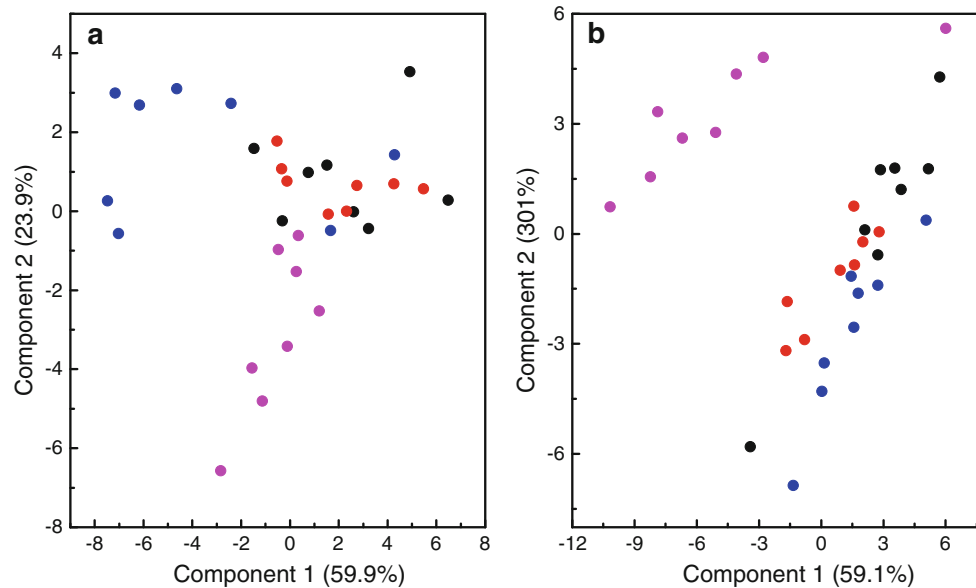 a
4
2
0
-2
-4
-6
-8
-8 -6 -4 -2 0 2 4 6 8
Component 2 (23.9%)
Component 1 (59.9%)
b
6
3
0
-3
-6
-12 -9 -6 -3 0 3 6
Component 2 (301%)
Component 1 (59.1%)